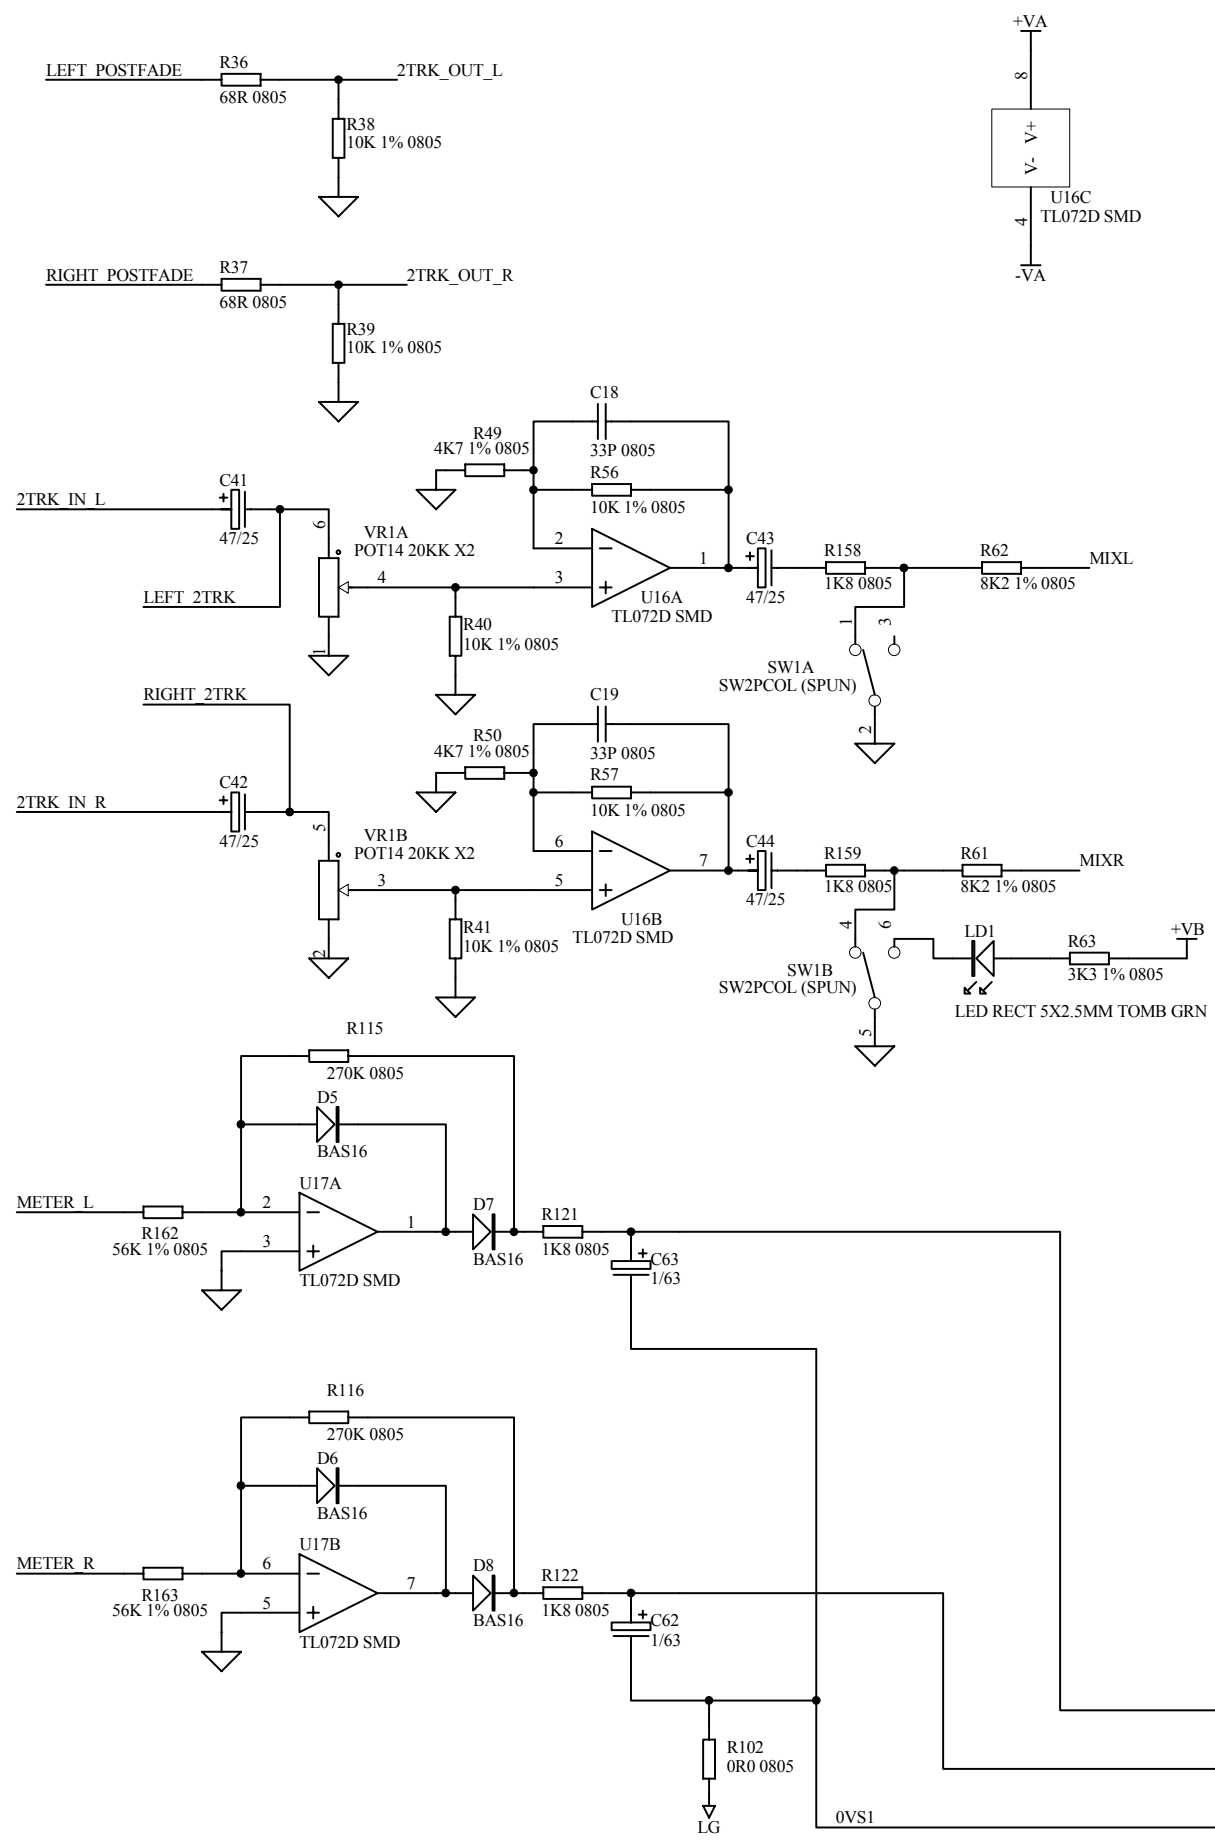 +VA
8
V- V+
U16C
TL072D SMD
4
-VA
LEFT_POSTFADE
R36
68R 0805
2TRK_OUT_L
R38
10K 1% 0805
RIGHT_POSTFADE
R37
68R 0805
2TRK_OUT_R
R39
10K 1% 0805
C18
33P 0805
R49
4K7 1% 0805
R56
10K 1% 0805
2TRK_IN_L
C41
+
47/25
6
VR1A
POT14 20KK X2
4
LEFT_2TRK
1
R40
10K 1% 0805
2
3
1
U16A
TL072D SMD
C43
+
47/25
R158
1K8 0805
R62
8K2 1% 0805
MIXL
1
3
SW1A
SW2PCOL (SPUN)
2
RIGHT_2TRK
C19
33P 0805
R50
4K7 1% 0805
R57
10K 1% 0805
2TRK_IN_R
C42
+
47/25
5
VR1B
POT14 20KK X2
3
2
R41
10K 1% 0805
6
5
7
U16B
TL072D SMD
C44
+
47/25
R159
1K8 0805
R61
8K2 1% 0805
MIXR
4
6
SW1B
SW2PCOL (SPUN)
5
LD1
LED RECT 5X2.5MM TOMB GRN
R63
3K3 1% 0805
+VB
R115
270K 0805
D5
BAS16
METER_L
R162
56K 1% 0805
U17A
2
3
1
TL072D SMD
D7
BAS16
R121
1K8 0805
+
C63
1/63
R116
270K 0805
D6
BAS16
METER_R
R163
56K 1% 0805
U17B
6
5
7
TL072D SMD
D8
BAS16
R122
1K8 0805
+
C62
1/63
R102
0R0 0805
LG
0VS1